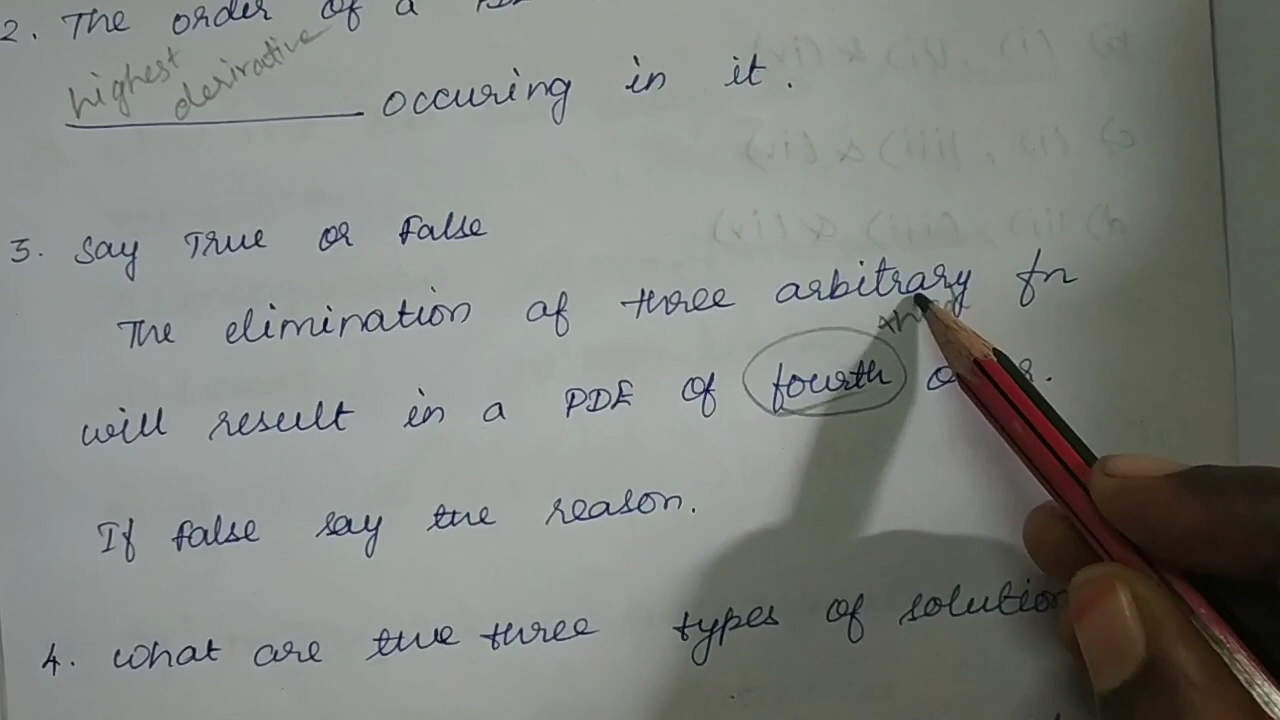 2. The order of a PDE
highest
derivative
occuring in it.
3. Say True or False
The elimination of three arbitrary fn
will result in a PDE of fourth
If false say the reason.
4. What are the three types of solution